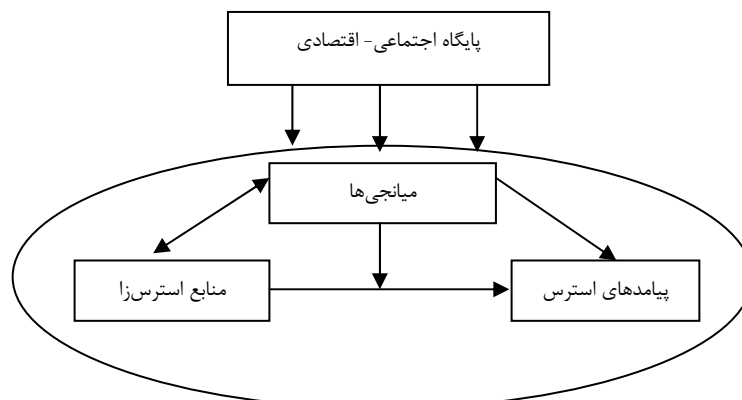 پایگاه اجتماعی- اقتصادی
میانجی‌ها
منابع استرس‌زا
پیامدهای استرس